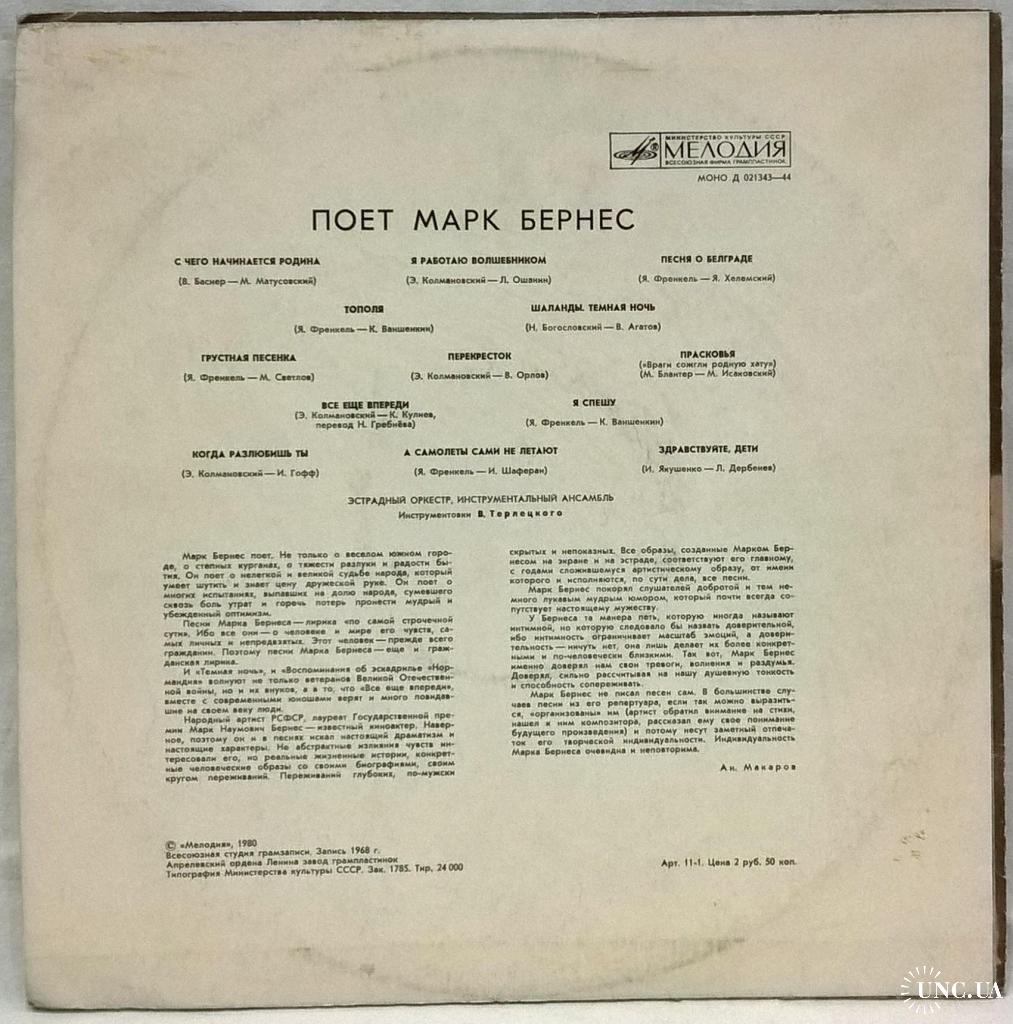 МИНИСТЕРСТВО КУЛЬТУРЫ СССР
МЕЛОДИЯ
ВСЕСОЮЗНАЯ ФИРМА ГРАМПЛАСТИНОК
МОНО Д 021343—44
ПОЕТ МАРК БЕРНЕС
С ЧЕГО НАЧИНАЕТСЯ РОДИНА
(В. Баснер — М. Матусовский)
Я РАБОТАЮ ВОЛШЕБНИКОМ
(Э. Колмановский — Л. Ошанин)
ПЕСНЯ О БЕЛГРАДЕ
(Я. Френкель — Я. Хелемский)
ТОПОЛЯ
(Я. Френкель — К. Ваншенкин)
ШАЛАНДЫ. ТЕМНАЯ НОЧЬ
(Н. Богословский — В. Агатов)
ГРУСТНАЯ ПЕСЕНКА
(Я. Френкель — М. Светлов)
ПЕРЕКРЕСТОК
(Э. Колмановский — В. Орлов)
ПРАСКОВЬЯ
(«Враги сожгли родную хату»)
(М. Блантер — М. Исаковский)
ВСЕ ЕЩЕ ВПЕРЕДИ
(Э. Колмановский — К. Кулиев,
перевод Н. Гребнёва)
Я СПЕШУ
(Я. Френкель — К. Ваншенкин)
КОГДА РАЗЛЮБИШЬ ТЫ
(Э. Колмановский — И. Гофф)
А САМОЛЕТЫ САМИ НЕ ЛЕТАЮТ
(Я. Френкель — И. Шаферан)
ЗДРАВСТВУЙТЕ, ДЕТИ
(И. Якушенко — Л. Дербенев)
ЭСТРАДНЫЙ ОРКЕСТР, ИНСТРУМЕНТАЛЬНЫЙ АНСАМБЛЬ
Инструментовки В. Терлецкого
Марк Бернес поет. Не только о веселом южном горо-
де, о степных курганах, о тяжести разлуки и радости бы-
тия. Он поет о нелегкой и великой судьбе народа, который
умеет шутить и знает цену дружеской руке. Он поет о
многих испытаниях, выпавших на долю народа, сумевшего
сквозь боль утрат и горечь потерь пронести мудрый и
убежденный оптимизм.
Песни Марка Бернеса — лирика «по самой строчечной
сути». Ибо все они — о человеке и мире его чувств, са-
мых личных и непредвзятых. Этот человек — прежде всего
гражданин. Поэтому песни Марка Бернеса — еще и граж-
данская лирика.
И «Темная ночь», и «Воспоминания об эскадрилье «Нор-
мандия» волнуют не только ветеранов Великой Отечествен-
ной войны, но и их внуков, а в то, что «Все еще впереди»,
вместе с современными юношами верят и много повидав-
шие на своем веку люди.
Народный артист РСФСР, лауреат Государственной пре-
мии Марк Наумович Бернес — известный киноактер. Навер-
ное, поэтому он и в песнях искал настоящий драматизм и
настоящие характеры. Не абстрактные излияния чувств ин-
тересовали его, но реальные жизненные истории, конкрет-
ные человеческие образы со своими биографиями, своим
кругом переживаний. Переживаний глубоких, по-мужски
скрытых и непоказных. Все образы, созданные Марком Бер-
несом на экране и на эстраде, соответствуют его главному,
с годами сложившемуся артистическому образу, от имени
которого и исполняются, по сути дела, все песни.
Марк Бернес покорял слушателей добротой и тем не-
много лукавым мудрым юмором, который почти всегда со-
путствует настоящему мужеству.
У Бернеса та манера петь, которую иногда называют
интимной, но которую следовало бы назвать доверительной,
ибо интимность ограничивает масштаб эмоций, а довери-
тельность — ничуть нет, она лишь делает их более конкрет-
ными и по-человечески близкими. Так вот, Марк Бернес
именно доверял нам свои тревоги, волнения и раздумья.
Доверял, сильно рассчитывая на нашу душевную тонкость
и способность сопереживать.
Марк Бернес не писал песен сам. В большинстве слу-
чаев песни из его репертуара, если так можно выразить-
ся, «организованы» им (артист обратил внимание на стихи,
нашел к ним композитора, рассказал ему свое понимание
будущего произведения) и потому несут заметный отпеча-
ток его творческой индивидуальности. Индивидуальность
Марка Бернеса очевидна и неповторима.
Ан. Макаров
© «Мелодия», 1980
Всесоюзная студия грамзаписи. Запись 1968 г.
Апрелевский ордена Ленина завод грампластинок
Типография Министерства культуры СССР. Зак. 1785. Тир. 24 000
Арт. 11-1. Цена 2 руб. 50 коп.
UNC.UA